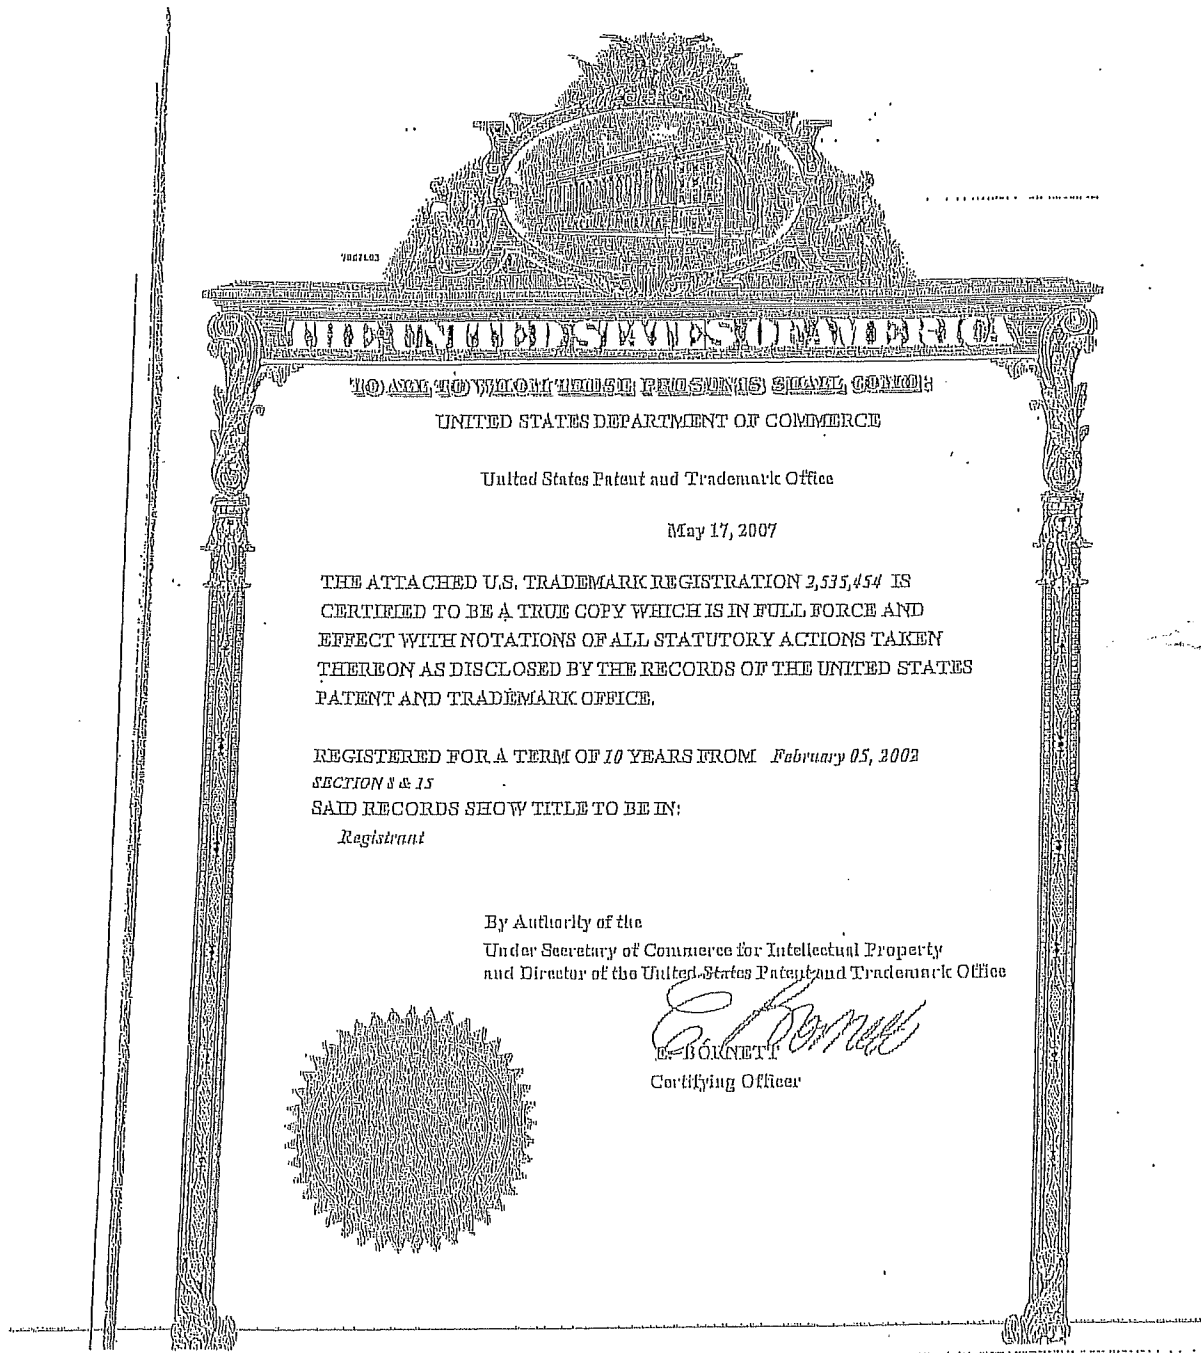 THE UNITED STATES OF AMERICA
TO ALL TO WHOM THESE PRESENTS SHALL COME:
UNITED STATES DEPARTMENT OF COMMERCE
United States Patent and Trademark Office
May 17, 2007
THE ATTACHED U.S. TRADEMARK REGISTRATION 2,535,454 IS
CERTIFIED TO BE A TRUE COPY WHICH IS IN FULL FORCE AND
EFFECT WITH NOTATIONS OF ALL STATUTORY ACTIONS TAKEN
THEREON AS DISCLOSED BY THE RECORDS OF THE UNITED STATES
PATENT AND TRADEMARK OFFICE.
REGISTERED FOR A TERM OF 10 YEARS FROM February 05, 2002
SECTION 8 & 15
SAID RECORDS SHOW TITLE TO BE IN:
Registrant
By Authority of the
Under Secretary of Commerce for Intellectual Property
and Director of the United States Patent and Trademark Office
E. BORNETT
Certifying Officer